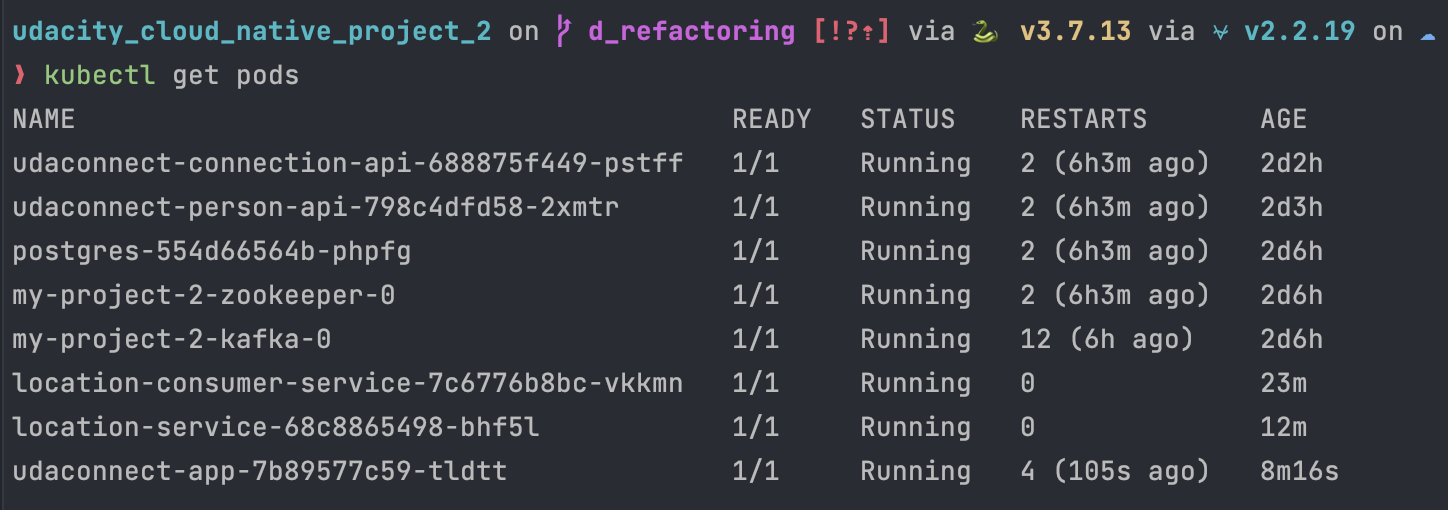 udacity_cloud_native_project_2 on d_refactoring [!?⇡] via 🐍 v3.7.13 via v2.2.19 on ☁
❯ kubectl get pods
NAME READY STATUS RESTARTS AGE
udaconnect-connection-api-688875f449-pstff 1/1 Running 2 (6h3m ago) 2d2h
udaconnect-person-api-798c4dfd58-2xmtr 1/1 Running 2 (6h3m ago) 2d3h
postgres-554d66564b-phpfg 1/1 Running 2 (6h3m ago) 2d6h
my-project-2-zookeeper-0 1/1 Running 2 (6h3m ago) 2d6h
my-project-2-kafka-0 1/1 Running 12 (6h ago) 2d6h
location-consumer-service-7c6776b8bc-vkkmn 1/1 Running 0 23m
location-service-68c8865498-bhf5l 1/1 Running 0 12m
udaconnect-app-7b89577c59-tldtt 1/1 Running 4 (105s ago) 8m16s